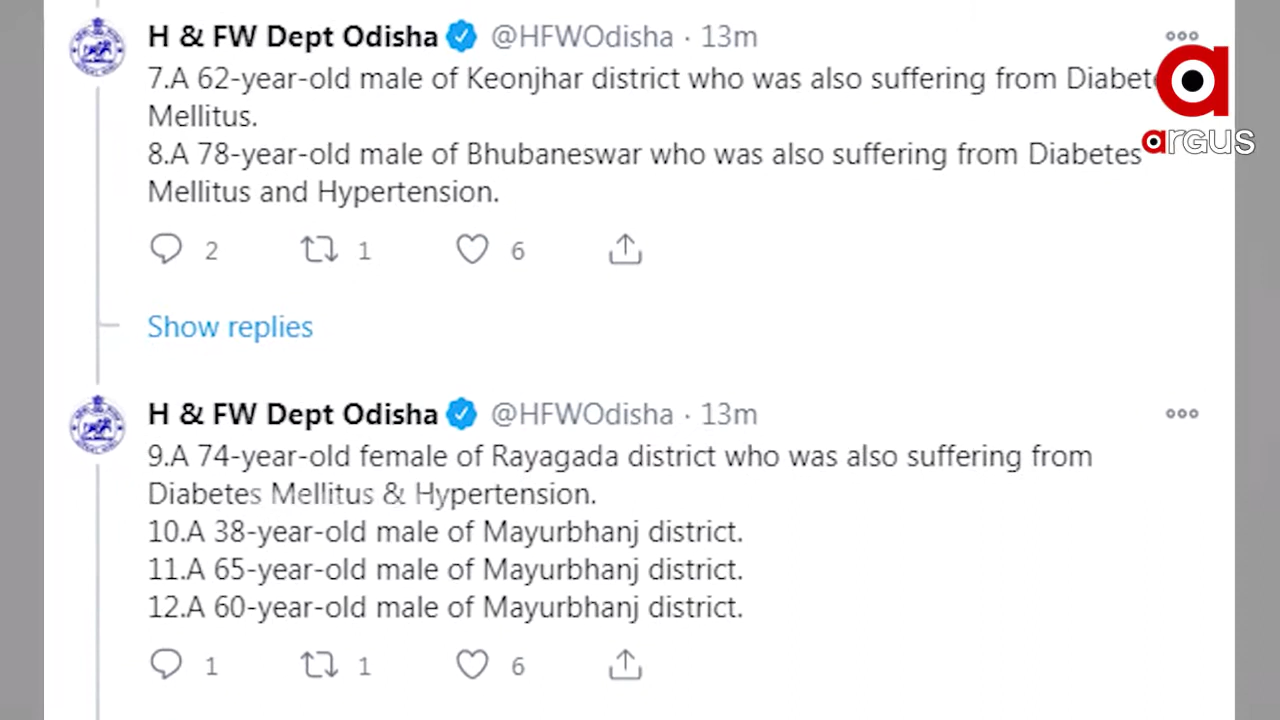 H & FW Dept Odisha @HFWOdisha · 13m
7.A 62-year-old male of Keonjhar district who was also suffering from Diabete
Mellitus.
8.A 78-year-old male of Bhubaneswar who was also suffering from Diabetes
Mellitus and Hypertension.
2 1 6
Show replies
H & FW Dept Odisha @HFWOdisha · 13m
9.A 74-year-old female of Rayagada district who was also suffering from
Diabetes Mellitus & Hypertension.
10.A 38-year-old male of Mayurbhanj district.
11.A 65-year-old male of Mayurbhanj district.
12.A 60-year-old male of Mayurbhanj district.
1 1 6
argus